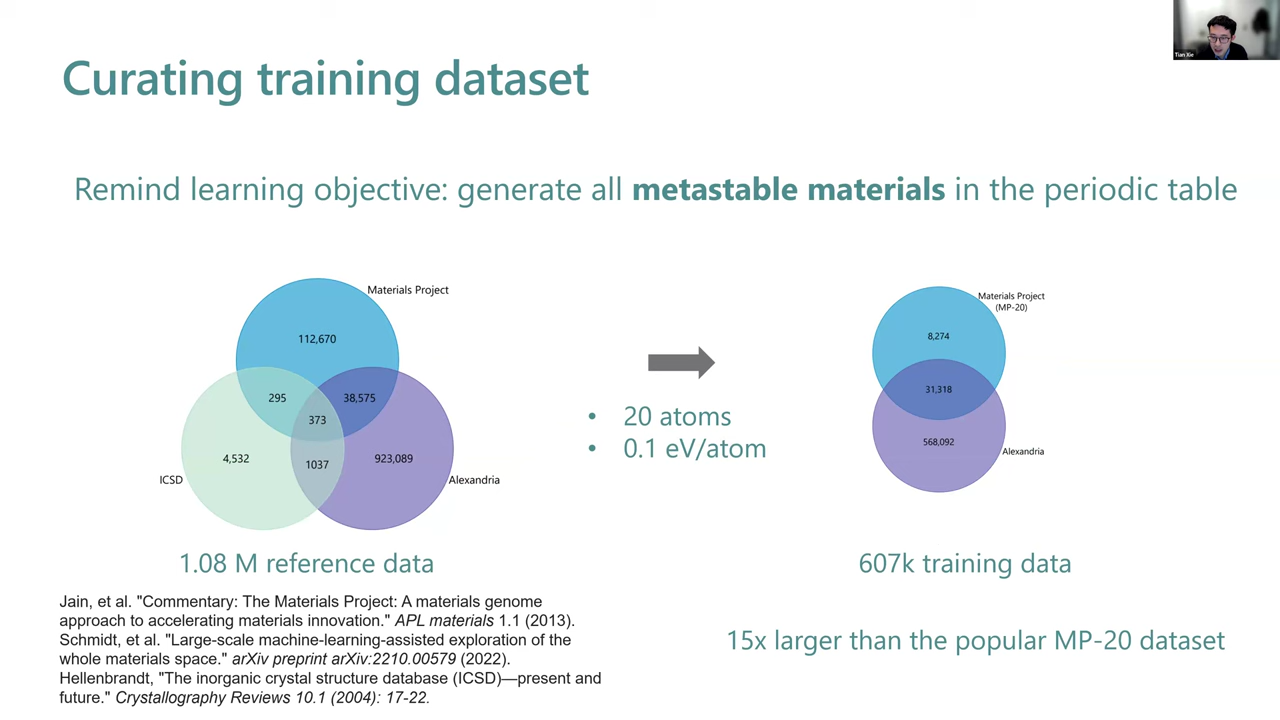 Tian Xie
Curating training dataset
Remind learning objective: generate all metastable materials in the periodic table
Materials Project
112,670
295
38,575
373
4,532
1037
923,089
ICSD
Alexandria
1.08 M reference data
• 20 atoms
• 0.1 eV/atom
Materials Project
(MP-20)
8,274
31,318
568,092
Alexandria
607k training data
15x larger than the popular MP-20 dataset
Jain, et al. "Commentary: The Materials Project: A materials genome
approach to accelerating materials innovation." APL materials 1.1 (2013).
Schmidt, et al. "Large-scale machine-learning-assisted exploration of the
whole materials space." arXiv preprint arXiv:2210.00579 (2022).
Hellenbrandt, "The inorganic crystal structure database (ICSD)—present and
future." Crystallography Reviews 10.1 (2004): 17-22.